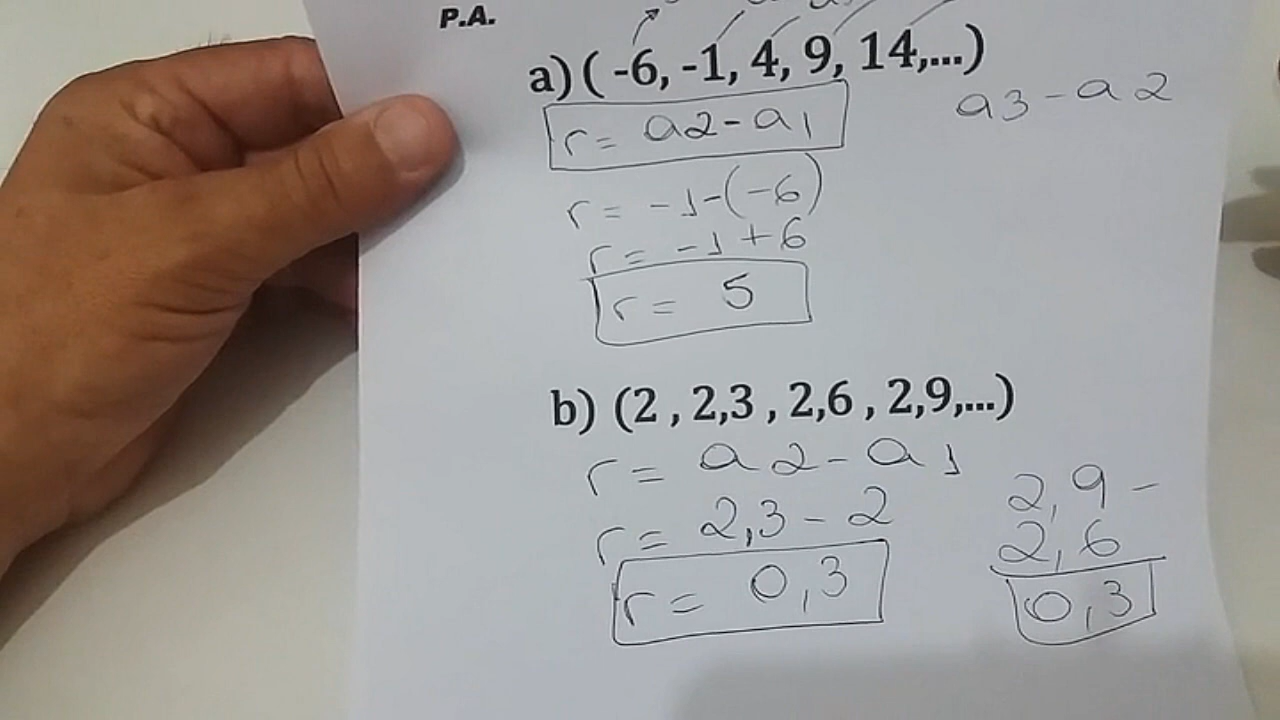 P.A.
a) ( -6, -1, 4, 9, 14,...)
a3 - a2
r = a2 - a1
r = -1 - (-6)
r = -1 + 6
r = 5
b) (2 , 2,3 , 2,6 , 2,9,...)
r = a2 - a1
r = 2,3 - 2
r = 0,3
2,9 -
2,6
0,3